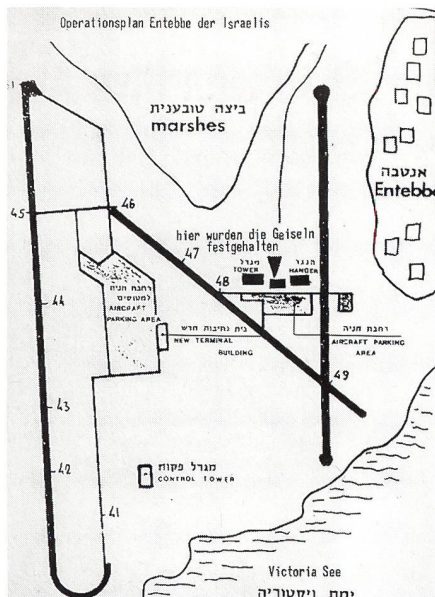 Operationsplan Entebbe der Israelis
ביצה טובענית
marshes
אנטבה
Entebbe
45
46
hier wurden die Geiseln
festgehalten
47
מגדל
TOWER
הנגר
HANGER
48
רחבת חניה
למטוסים
AIRCRAFT
PARKING
AREA
44
בית נתיבות חדש
NEW TERMINAL
BUILDING
רחבת חניה
AIRCRAFT PARKING
AREA
49
43
42
מגדל פקוח
CONTROL TOWER
41
Victoria See
ימת ויקטוריה